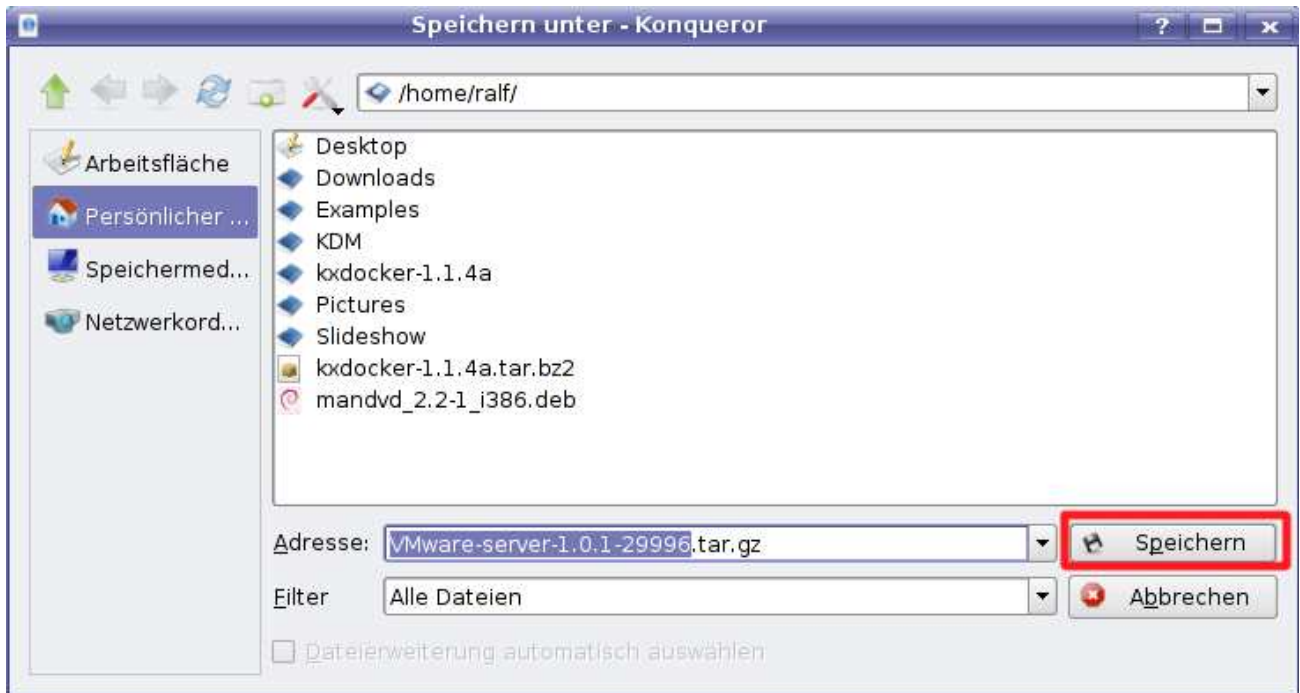 Speichern unter - Konqueror
/home/ralf/
Arbeitsfläche
Persönlicher ...
Speichermed...
Netzwerkord...
Desktop
Downloads
Examples
KDM
kxdocker-1.1.4a
Pictures
Slideshow
kxdocker-1.1.4a.tar.bz2
mandvd_2.2-1_i386.deb
Adresse: VMware-server-1.0.1-29996.tar.gz Speichern
Filter Alle Dateien Abbrechen
Dateierweiterung automatisch auswählen